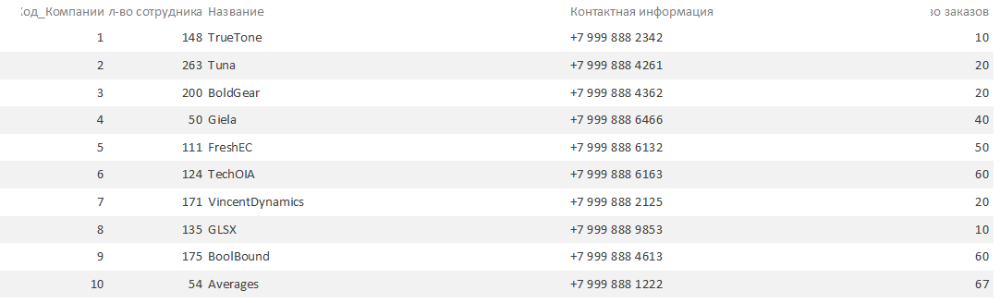 Код_Компании л-во сотрудника Название Контактная информация во заказов
1 148 TrueTone +7 999 888 2342 10
2 263 Tuna +7 999 888 4261 20
3 200 BoldGear +7 999 888 4362 20
4 50 Giela +7 999 888 6466 40
5 111 FreshEC +7 999 888 6132 50
6 124 TechOIA +7 999 888 6163 60
7 171 VincentDynamics +7 999 888 2125 20
8 135 GLSX +7 999 888 9853 10
9 175 BoolBound +7 999 888 4613 60
10 54 Averages +7 999 888 1222 67